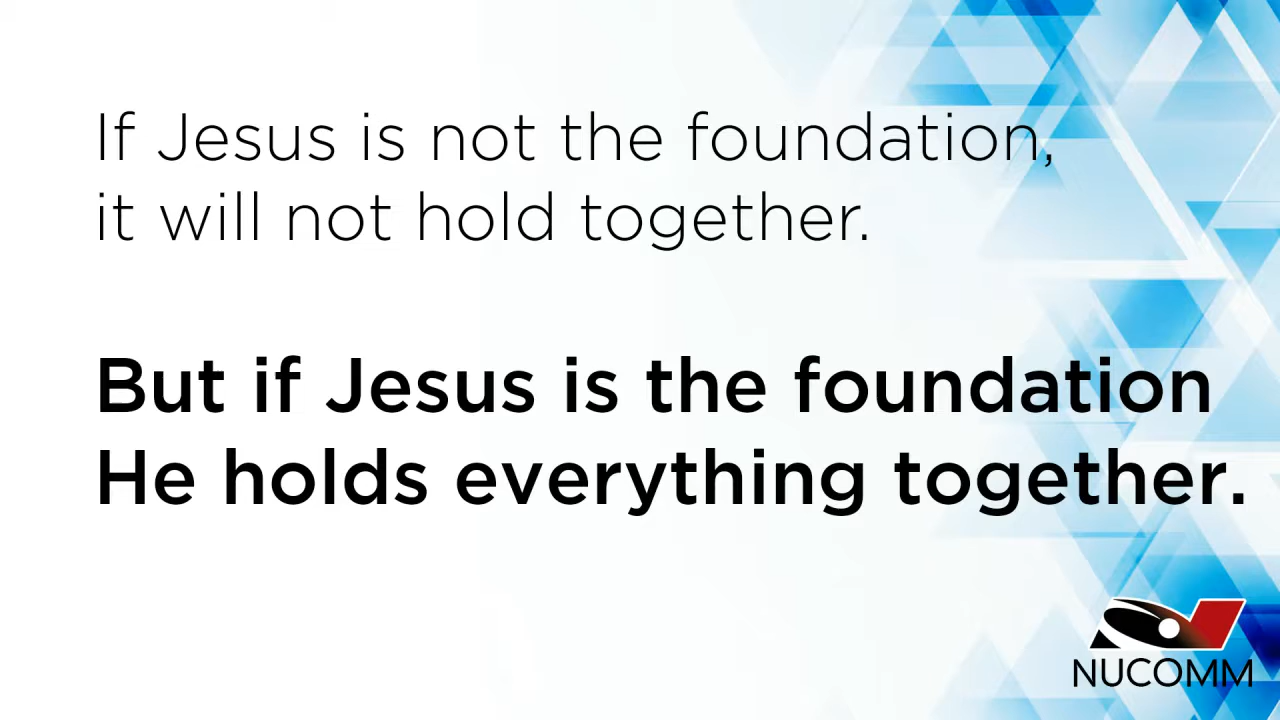 If Jesus is not the foundation,
it will not hold together.
But if Jesus is the foundation
He holds everything together.
NUCOMM